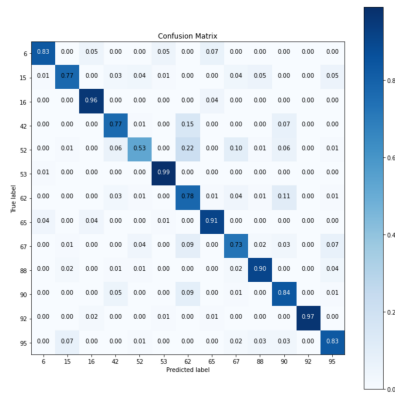 Confusion Matrix
6 0.83 0.00 0.05 0.00 0.00 0.05 0.00 0.07 0.00 0.00 0.00 0.00 0.00
15 0.01 0.77 0.00 0.03 0.04 0.01 0.00 0.00 0.04 0.05 0.00 0.00 0.05
16 0.00 0.00 0.96 0.00 0.00 0.00 0.00 0.04 0.00 0.00 0.00 0.00 0.00
42 0.00 0.00 0.00 0.77 0.01 0.00 0.15 0.00 0.00 0.00 0.07 0.00 0.00
52 0.00 0.01 0.00 0.06 0.53 0.00 0.22 0.00 0.10 0.01 0.06 0.00 0.01
53 0.01 0.00 0.00 0.00 0.00 0.99 0.00 0.00 0.00 0.00 0.00 0.00 0.00
62 0.00 0.00 0.00 0.03 0.01 0.00 0.78 0.01 0.04 0.01 0.11 0.00 0.01
65 0.04 0.00 0.04 0.00 0.00 0.01 0.00 0.91 0.00 0.00 0.00 0.00 0.00
67 0.00 0.01 0.00 0.00 0.04 0.00 0.09 0.00 0.73 0.02 0.03 0.00 0.07
88 0.00 0.02 0.00 0.01 0.01 0.00 0.00 0.00 0.02 0.90 0.00 0.00 0.04
90 0.00 0.00 0.00 0.05 0.00 0.00 0.09 0.00 0.01 0.00 0.84 0.00 0.01
92 0.00 0.00 0.02 0.00 0.00 0.01 0.00 0.01 0.00 0.00 0.00 0.97 0.00
95 0.00 0.07 0.00 0.01 0.00 0.00 0.00 0.00 0.02 0.03 0.03 0.00 0.83
6 15 16 42 52 53 62 65 67 88 90 92 95
True label
Predicted label
0.0